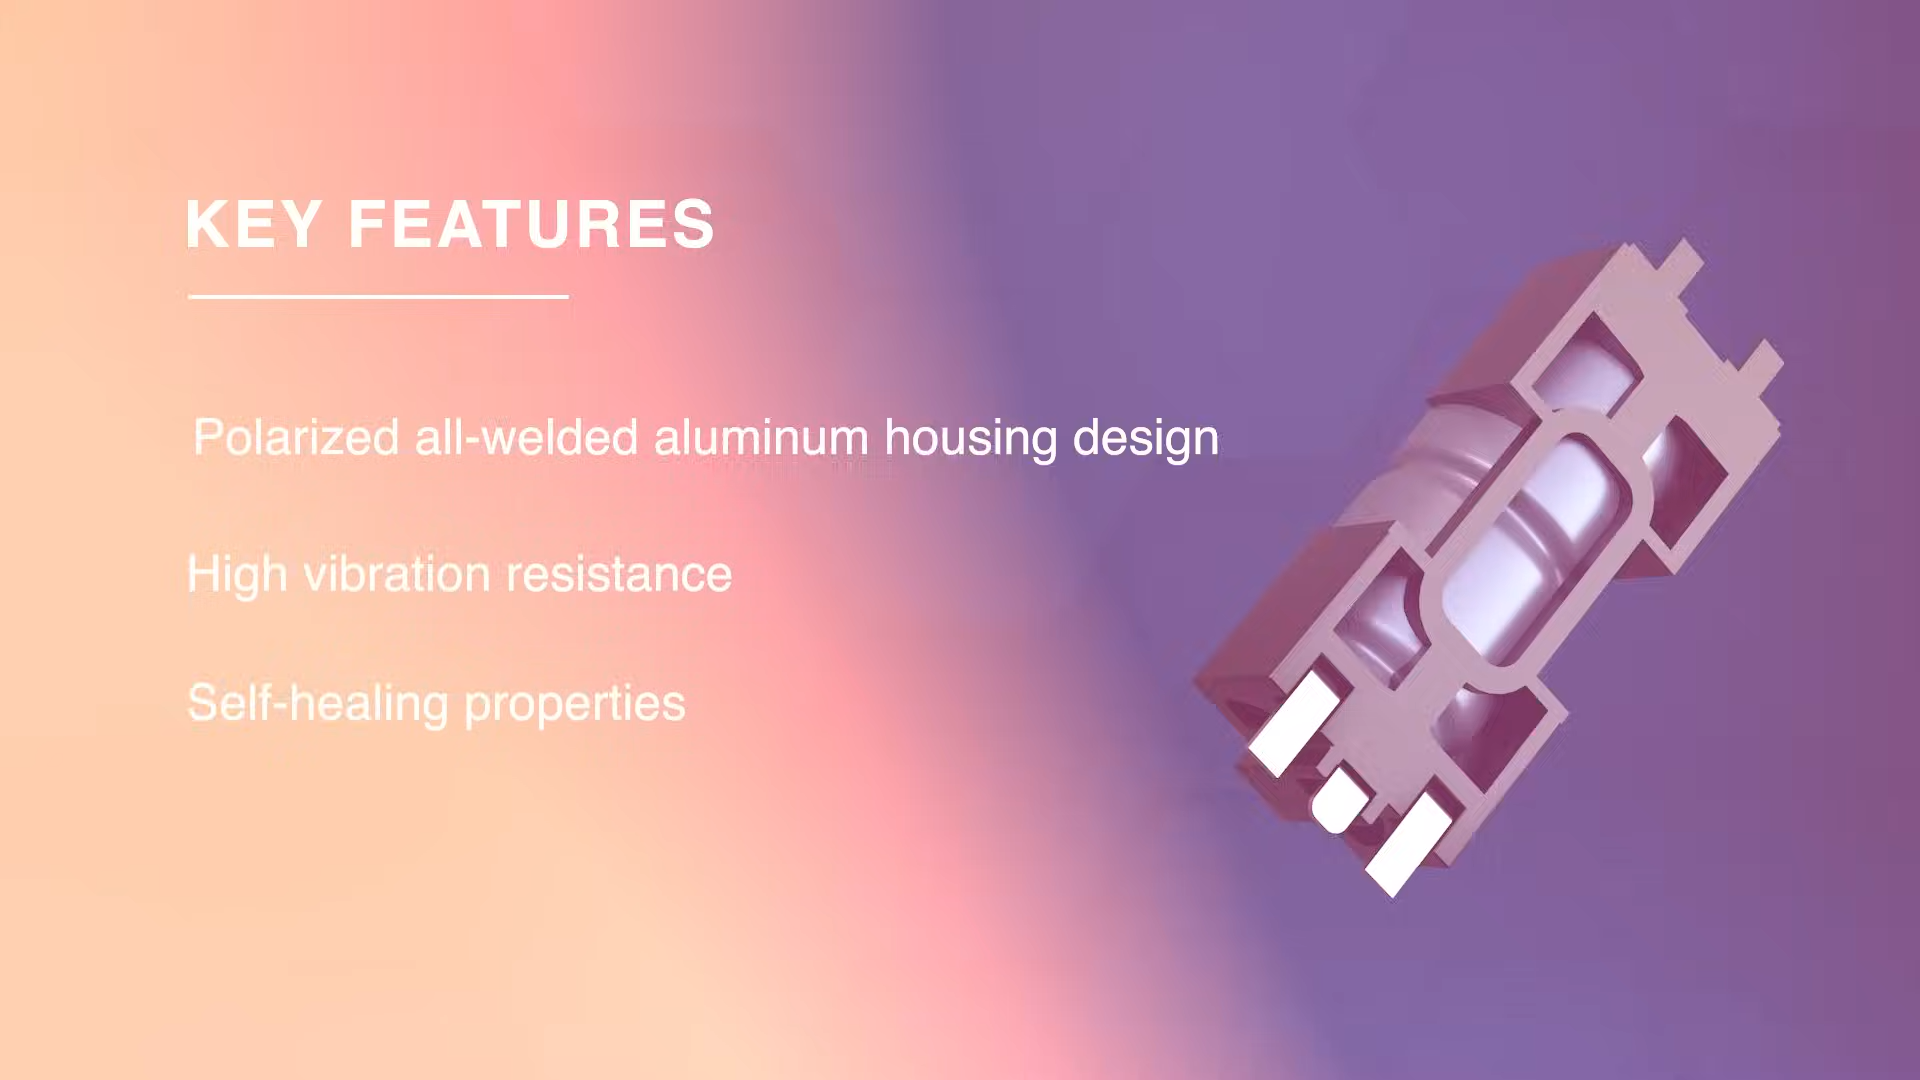 KEY FEATURES
Polarized all-welded aluminum housing design
High vibration resistance
Self-healing properties